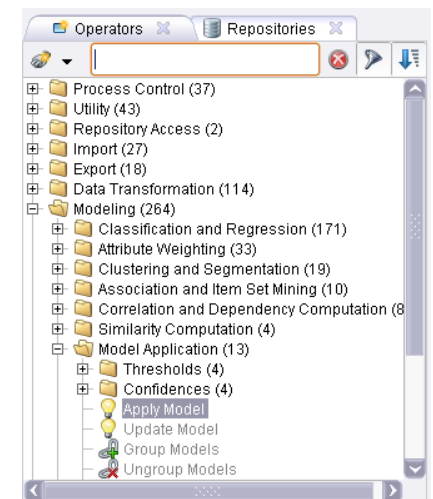 Operators Repositories
Process Control (37)
Utility (43)
Repository Access (2)
Import (27)
Export (18)
Data Transformation (114)
Modeling (264)
Classification and Regression (171)
Attribute Weighting (33)
Clustering and Segmentation (19)
Association and Item Set Mining (10)
Correlation and Dependency Computation (8
Similarity Computation (4)
Model Application (13)
Thresholds (4)
Confidences (4)
Apply Model
Update Model
Group Models
Ungroup Models